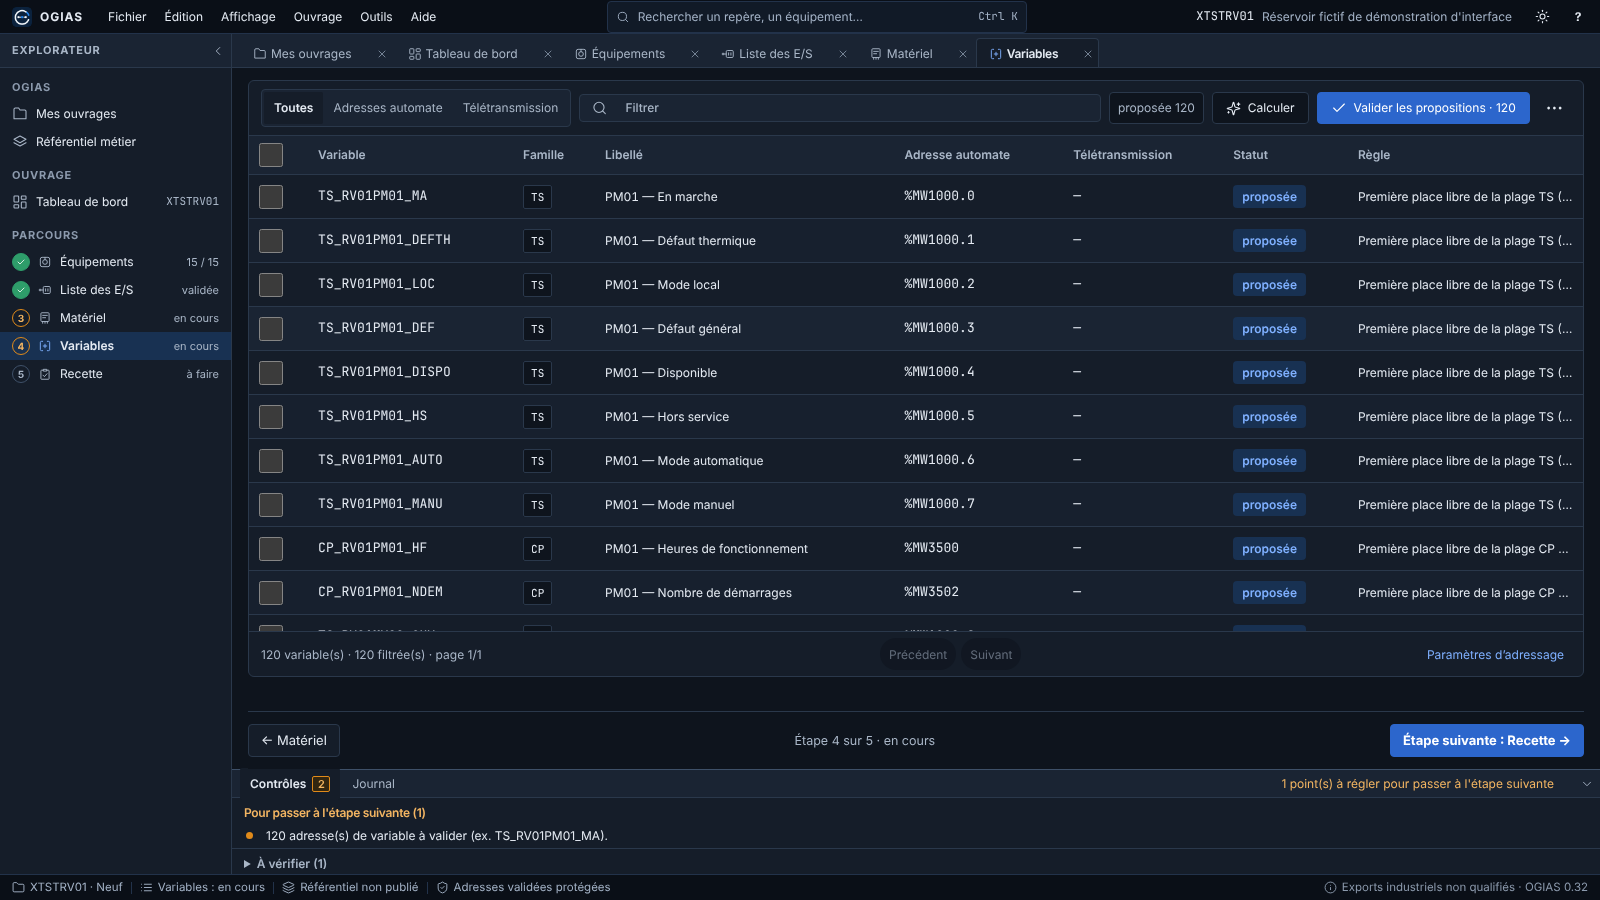 OGIAS Fichier Édition Affichage Ouvrage Outils Aide Rechercher un repère, un équipement... Ctrl K XTSTRV01 Réservoir fictif de démonstration d'interface ?
EXPLORATEUR
OGIAS
Mes ouvrages
Référentiel métier
OUVRAGE
Tableau de bord XTSTRV01
PARCOURS
Équipements 15 / 15
Liste des E/S validée
3 Matériel en cours
4 Variables en cours
5 Recette à faire
Mes ouvrages Tableau de bord Équipements Liste des E/S Matériel Variables
Toutes Adresses automate Télétransmission Filtrer proposée 120 Calculer Valider les propositions · 120
Variable Famille Libellé Adresse automate Télétransmission Statut Règle
TS_RV01PM01_MA TS PM01 — En marche %MW1000.0 — proposée Première place libre de la plage TS (...
TS_RV01PM01_DEFTH TS PM01 — Défaut thermique %MW1000.1 — proposée Première place libre de la plage TS (...
TS_RV01PM01_LOC TS PM01 — Mode local %MW1000.2 — proposée Première place libre de la plage TS (...
TS_RV01PM01_DEF TS PM01 — Défaut général %MW1000.3 — proposée Première place libre de la plage TS (...
TS_RV01PM01_DISPO TS PM01 — Disponible %MW1000.4 — proposée Première place libre de la plage TS (...
TS_RV01PM01_HS TS PM01 — Hors service %MW1000.5 — proposée Première place libre de la plage TS (...
TS_RV01PM01_AUTO TS PM01 — Mode automatique %MW1000.6 — proposée Première place libre de la plage TS (...
TS_RV01PM01_MANU TS PM01 — Mode manuel %MW1000.7 — proposée Première place libre de la plage TS (...
CP_RV01PM01_HF CP PM01 — Heures de fonctionnement %MW3500 — proposée Première place libre de la plage CP ...
CP_RV01PM01_NDEM CP PM01 — Nombre de démarrages %MW3502 — proposée Première place libre de la plage CP ...
120 variable(s) · 120 filtrée(s) · page 1/1 Précédent Suivant Paramètres d'adressage
← Matériel Étape 4 sur 5 · en cours Étape suivante : Recette →
Contrôles 2 Journal 1 point(s) à régler pour passer à l'étape suivante
Pour passer à l'étape suivante (1)
120 adresse(s) de variable à valider (ex. TS_RV01PM01_MA).
À vérifier (1)
XTSTRV01 · Neuf Variables : en cours Référentiel non publié Adresses validées protégées Exports industriels non qualifiés · OGIAS 0.32